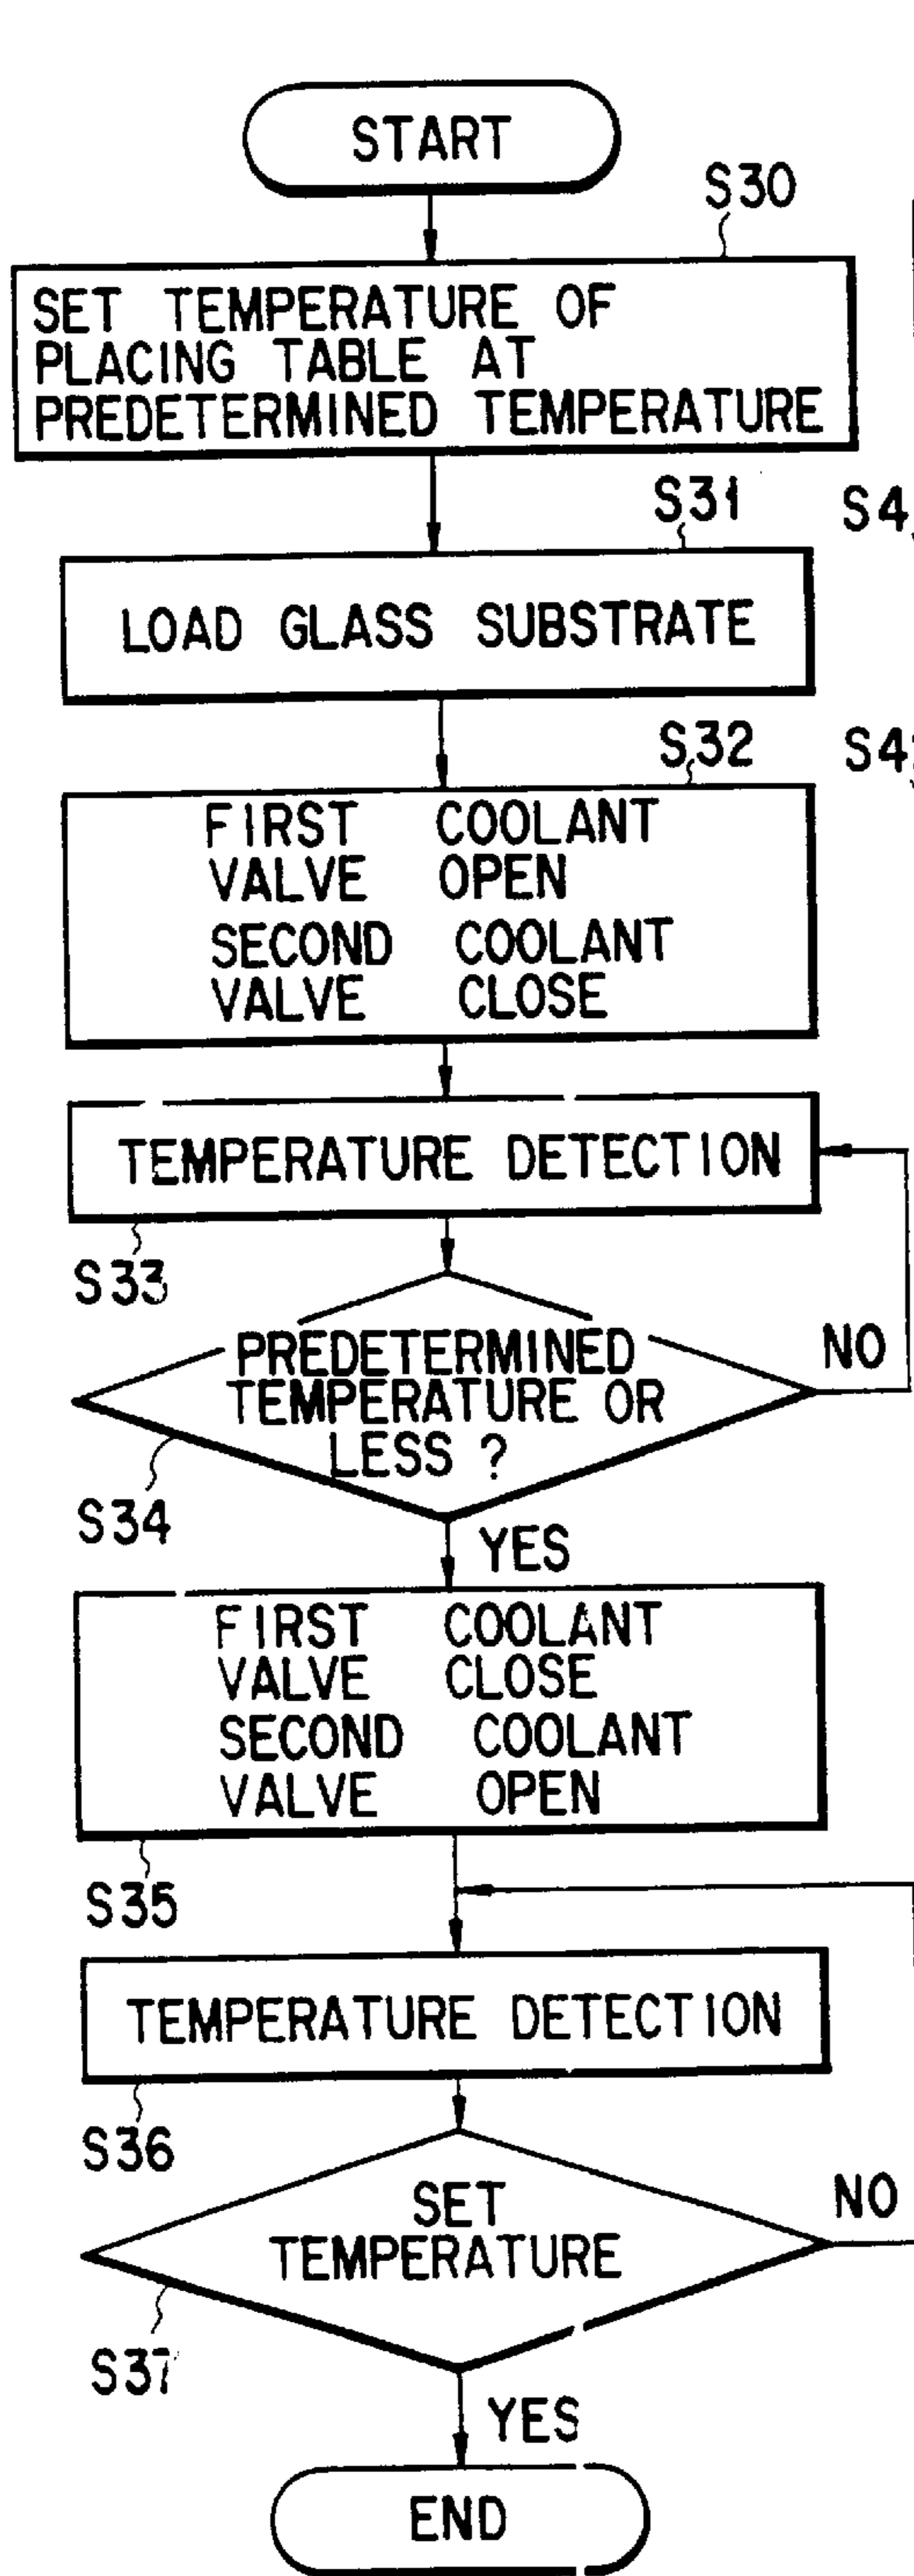 START
S30
SET TEMPERATURE OF
PLACING TABLE AT
PREDETERMINED TEMPERATURE
S31
LOAD GLASS SUBSTRATE
S32
FIRST COOLANT
VALVE OPEN
SECOND COOLANT
VALVE CLOSE
TEMPERATURE DETECTION
S33
PREDETERMINED
TEMPERATURE OR
LESS ?
NO
S34
YES
FIRST COOLANT
VALVE CLOSE
SECOND COOLANT
VALVE OPEN
S35
TEMPERATURE DETECTION
S36
SET
TEMPERATURE
NO
S37
YES
END